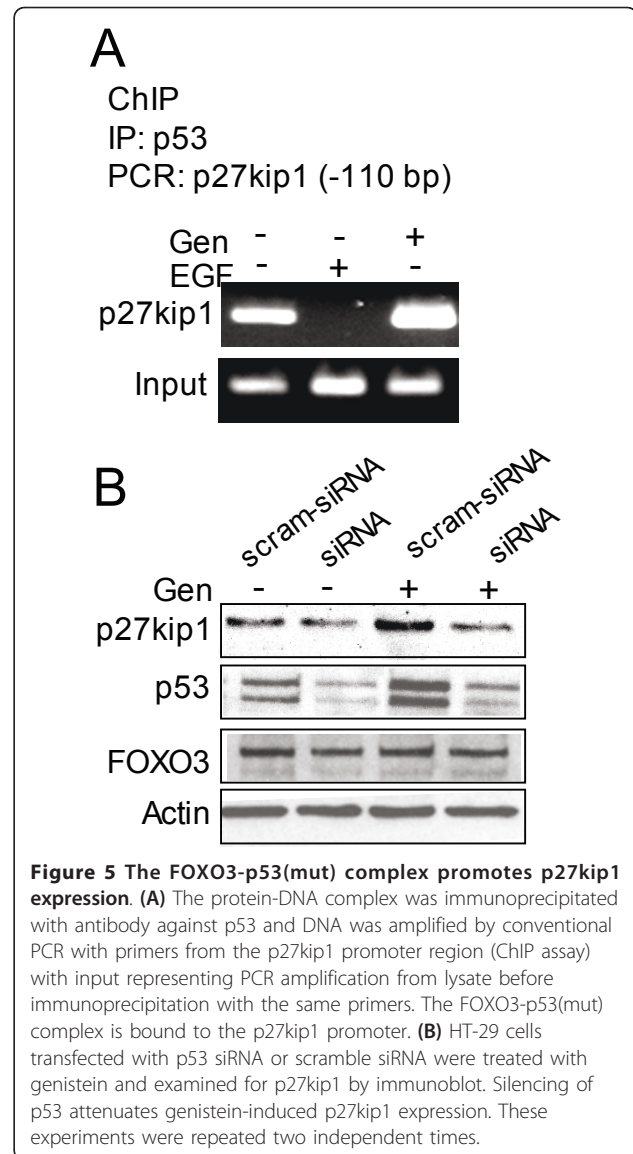 A
ChIP
IP: p53
PCR: p27kip1 (-110 bp)
Gen - - +
EGF - + -
p27kip1
Input
B
scram-siRNA siRNA scram-siRNA siRNA
Gen - - + +
p27kip1
p53
FOXO3
Actin
Figure 5 The FOXO3-p53(mut) complex promotes p27kip1
expression. (A) The protein-DNA complex was immunoprecipitated
with antibody against p53 and DNA was amplified by conventional
PCR with primers from the p27kip1 promoter region (ChIP assay)
with input representing PCR amplification from lysate before
immunoprecipitation with the same primers. The FOXO3-p53(mut)
complex is bound to the p27kip1 promoter. (B) HT-29 cells
transfected with p53 siRNA or scramble siRNA were treated with
genistein and examined for p27kip1 by immunoblot. Silencing of
p53 attenuates genistein-induced p27kip1 expression. These
experiments were repeated two independent times.